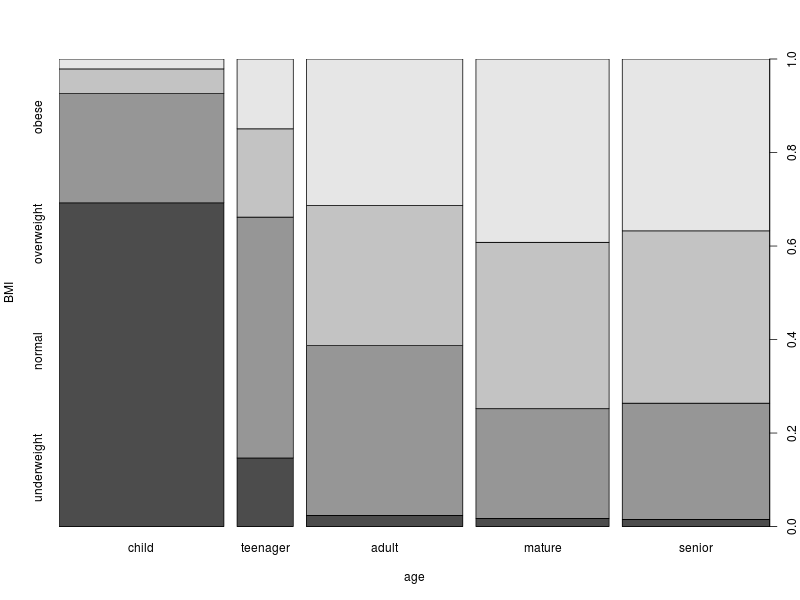 BMI
obese
overweight
normal
underweight
1.0
0.8
0.6
0.4
0.2
0.0
child teenager adult mature senior
age